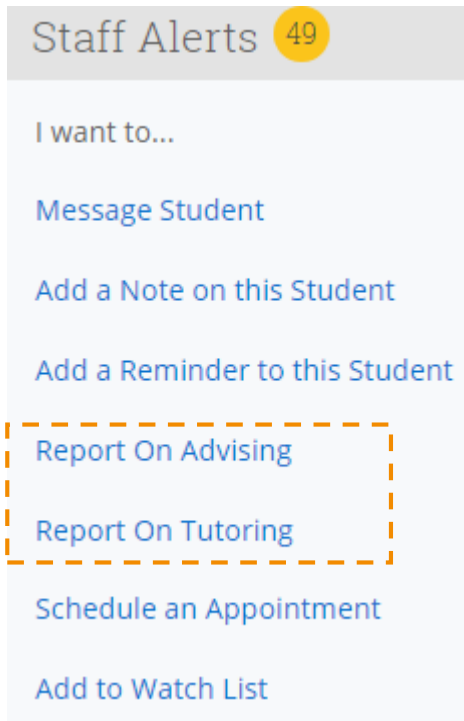 Staff Alerts 49
I want to...
Message Student
Add a Note on this Student
Add a Reminder to this Student
Report On Advising
Report On Tutoring
Schedule an Appointment
Add to Watch List